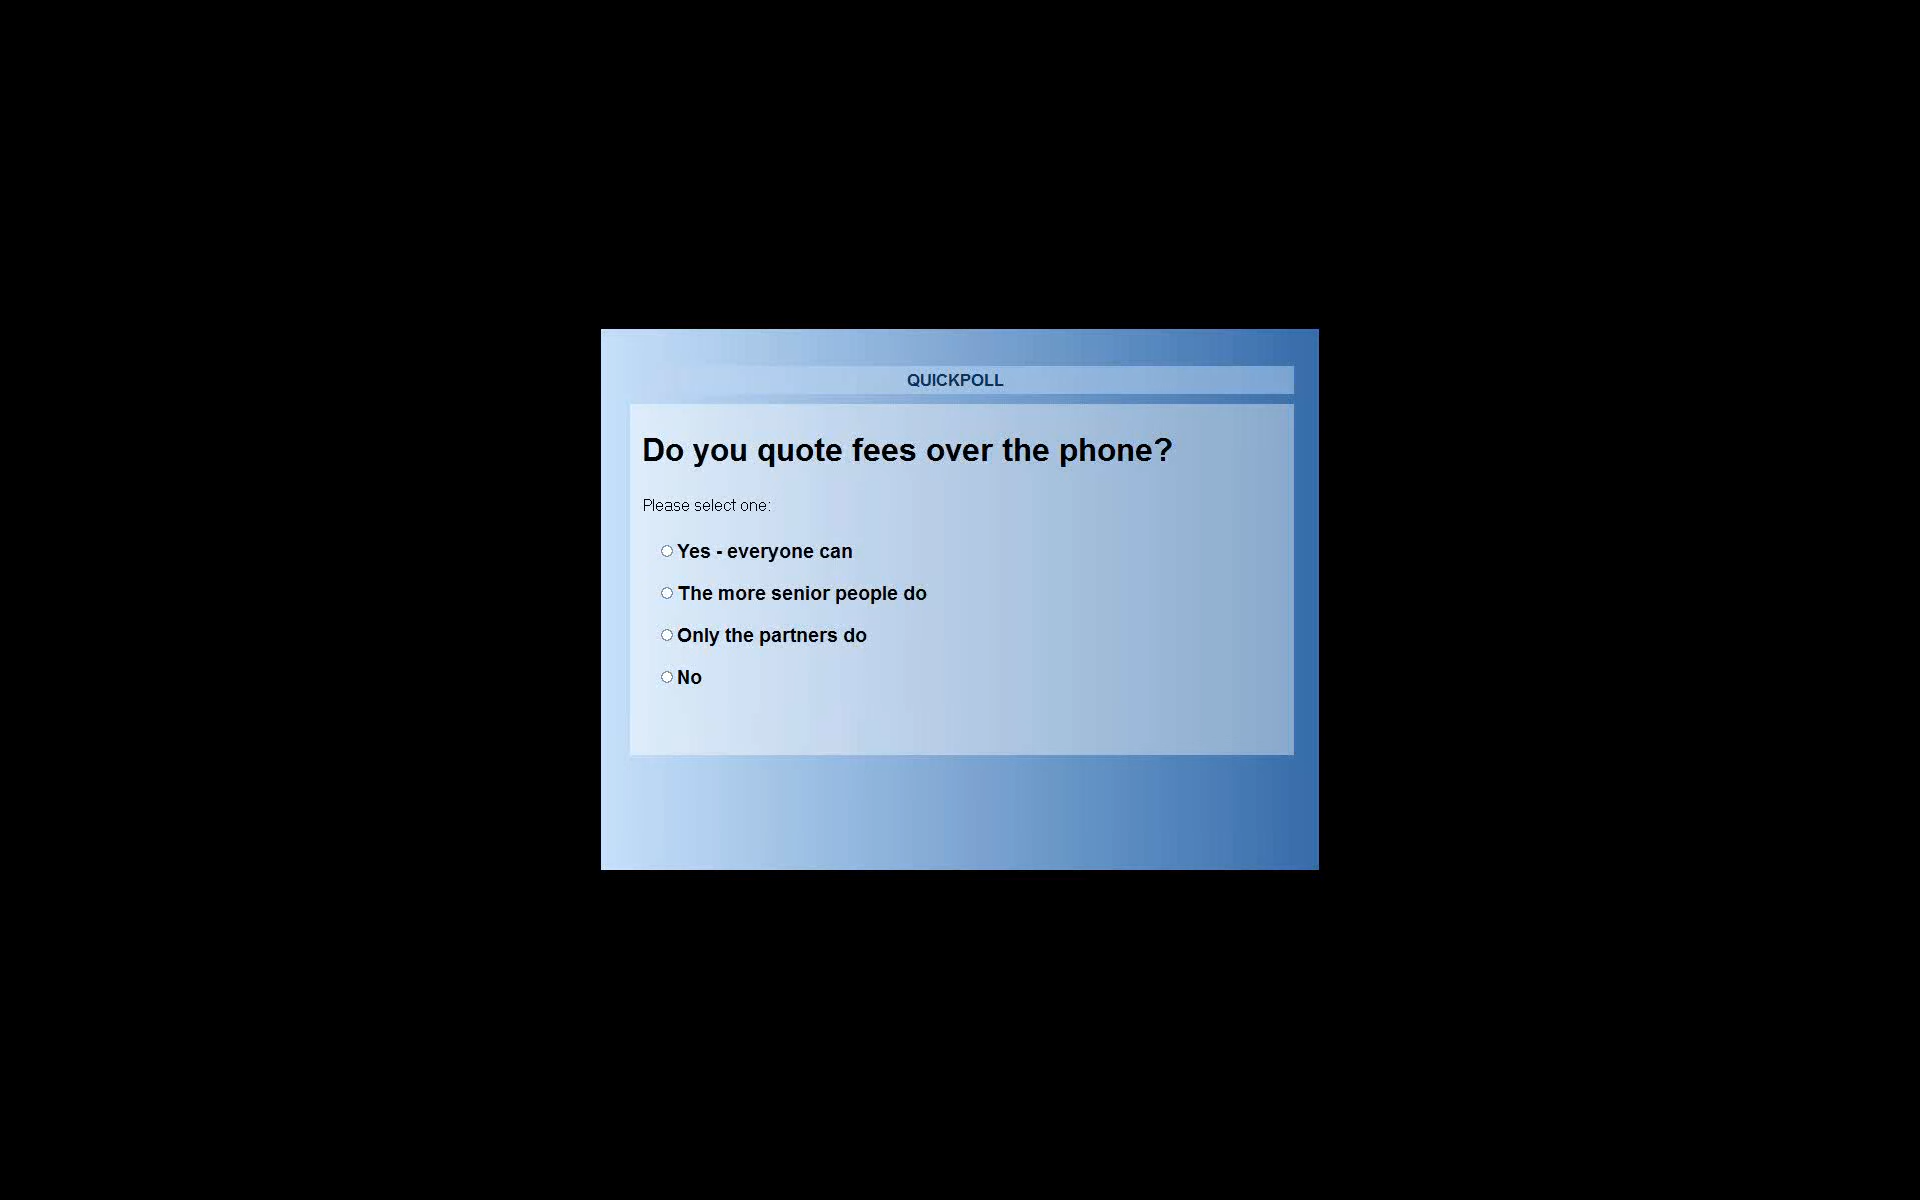 QUICKPOLL
Do you quote fees over the phone?
Please select one:
Yes - everyone can
The more senior people do
Only the partners do
No